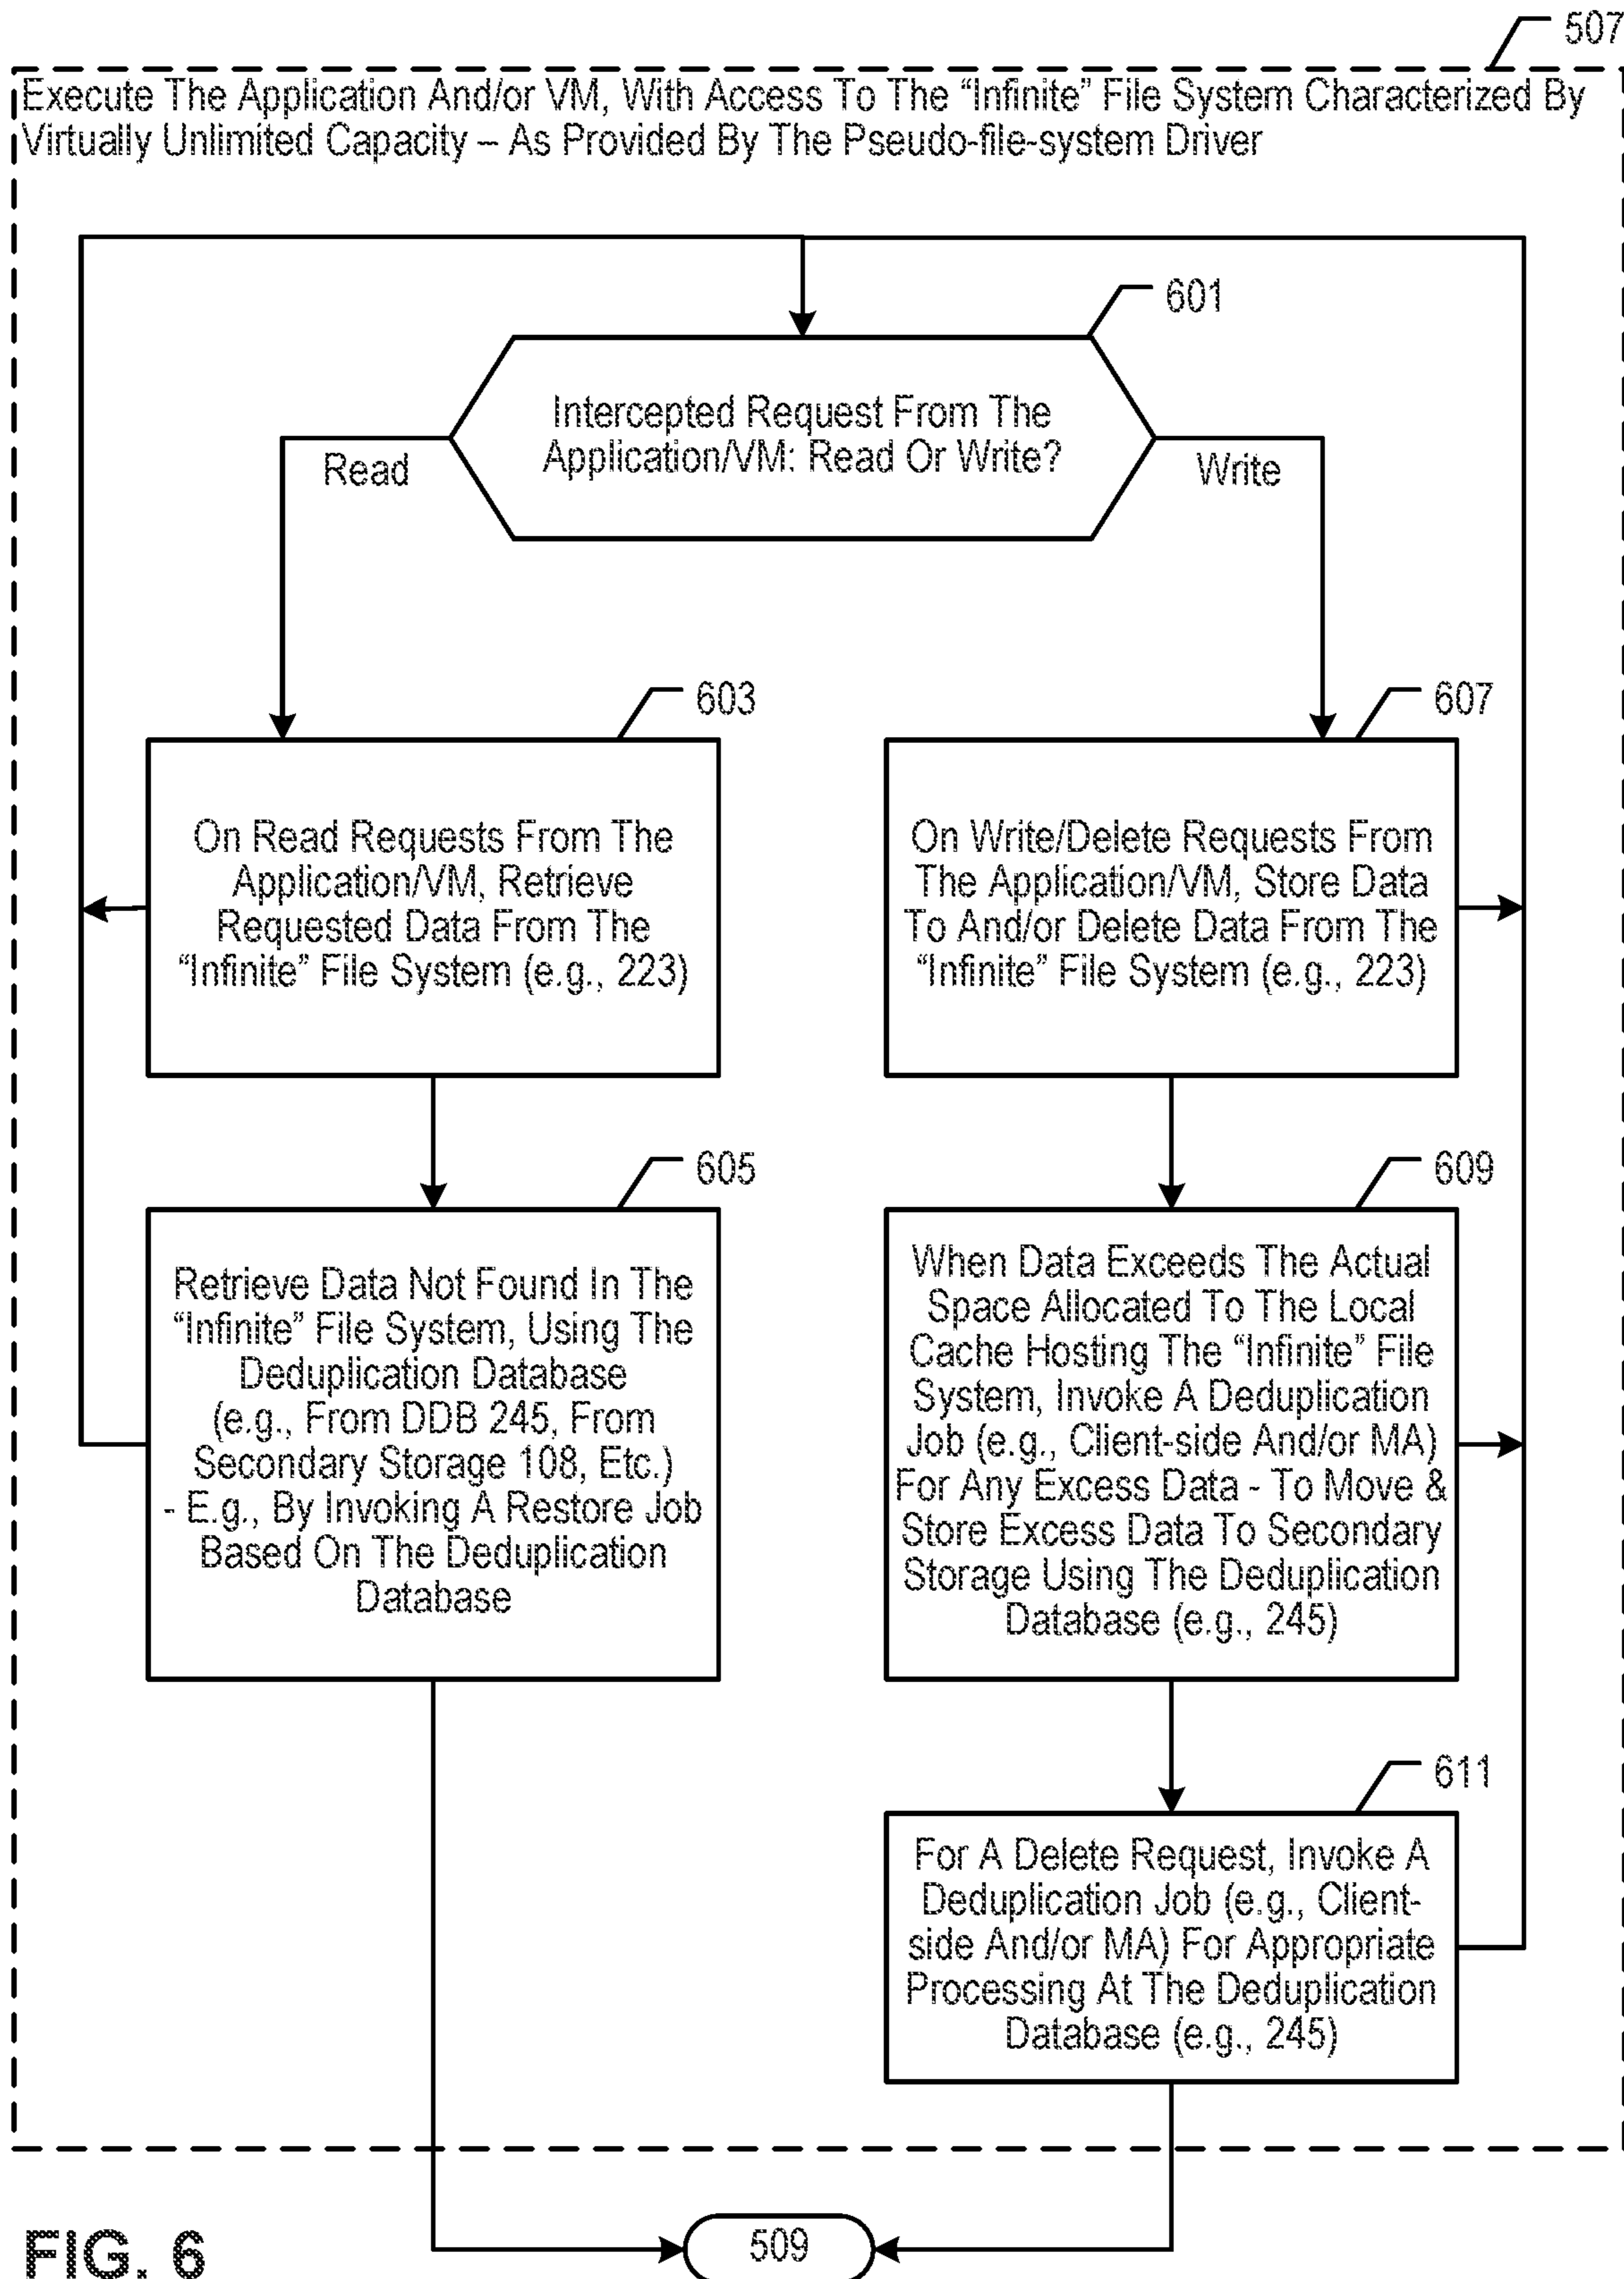 507
Execute The Application And/or VM, With Access To The “Infinite” File System Characterized By
Virtually Unlimited Capacity – As Provided By The Pseudo-file-system Driver
601
Intercepted Request From The
Application/VM: Read Or Write?
Read
Write
603
On Read Requests From The
Application/VM, Retrieve
Requested Data From The
“Infinite” File System (e.g., 223)
607
On Write/Delete Requests From
The Application/VM, Store Data
To And/or Delete Data From The
“Infinite” File System (e.g., 223)
605
Retrieve Data Not Found In The
“Infinite” File System, Using The
Deduplication Database
(e.g., From DDB 245, From
Secondary Storage 108, Etc.)
- E.g., By Invoking A Restore Job
Based On The Deduplication
Database
609
When Data Exceeds The Actual
Space Allocated To The Local
Cache Hosting The “Infinite” File
System, Invoke A Deduplication
Job (e.g., Client-side And/or MA)
For Any Excess Data - To Move &
Store Excess Data To Secondary
Storage Using The Deduplication
Database (e.g., 245)
611
For A Delete Request, Invoke A
Deduplication Job (e.g., Client-
side And/or MA) For Appropriate
Processing At The Deduplication
Database (e.g., 245)
509
FIG. 6